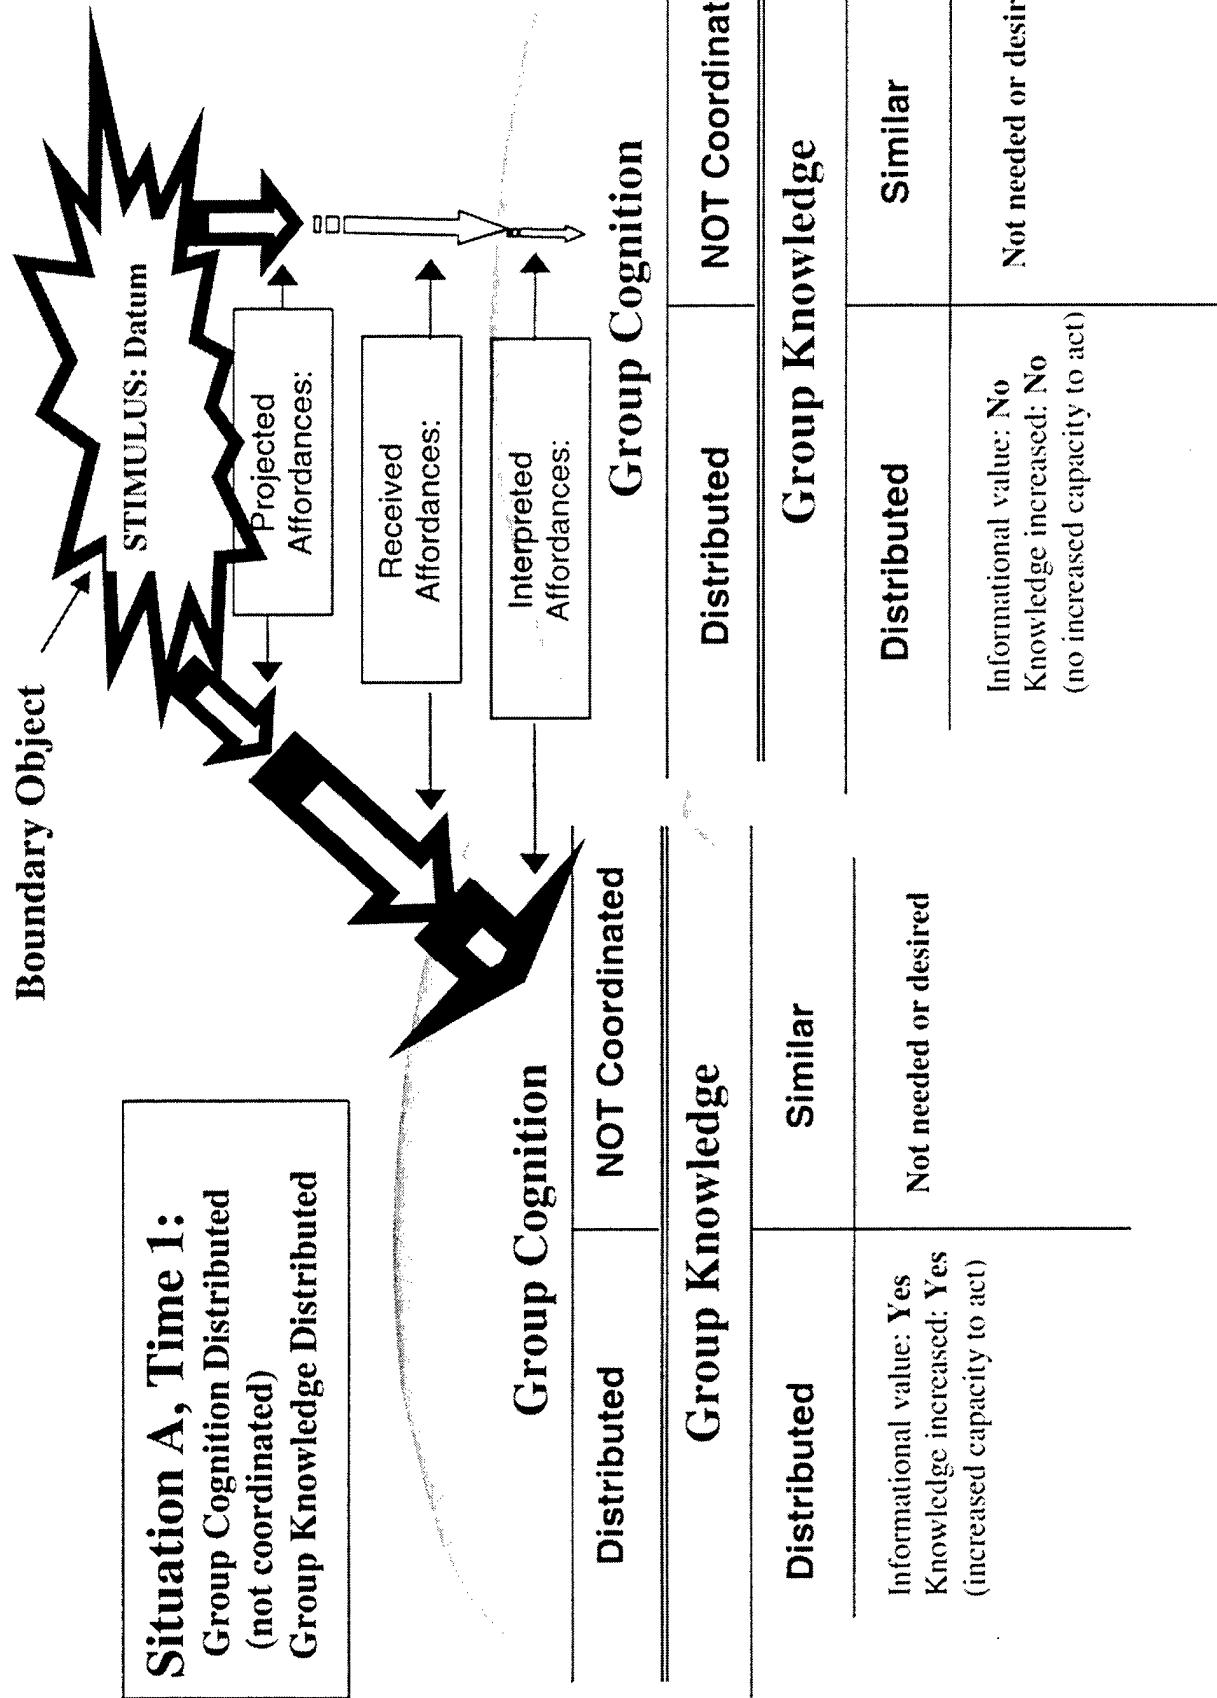 Boundary Object
STIMULUS: Datum
Situation A, Time 1:
Group Cognition Distributed
(not coordinated)
Group Knowledge Distributed
Projected
Affordances:
Received
Affordances:
Interpreted
Affordances:
Group Cognition
Distributed
NOT Coordinated
Group Knowledge
Distributed
Similar
Informational value: Yes
Knowledge increased: Yes
(increased capacity to act)
Not needed or desired
Group Cognition
Distributed
NOT Coordinat
Group Knowledge
Distributed
Similar
Informational value: No
Knowledge increased: No
(no increased capacity to act)
Not needed or desir